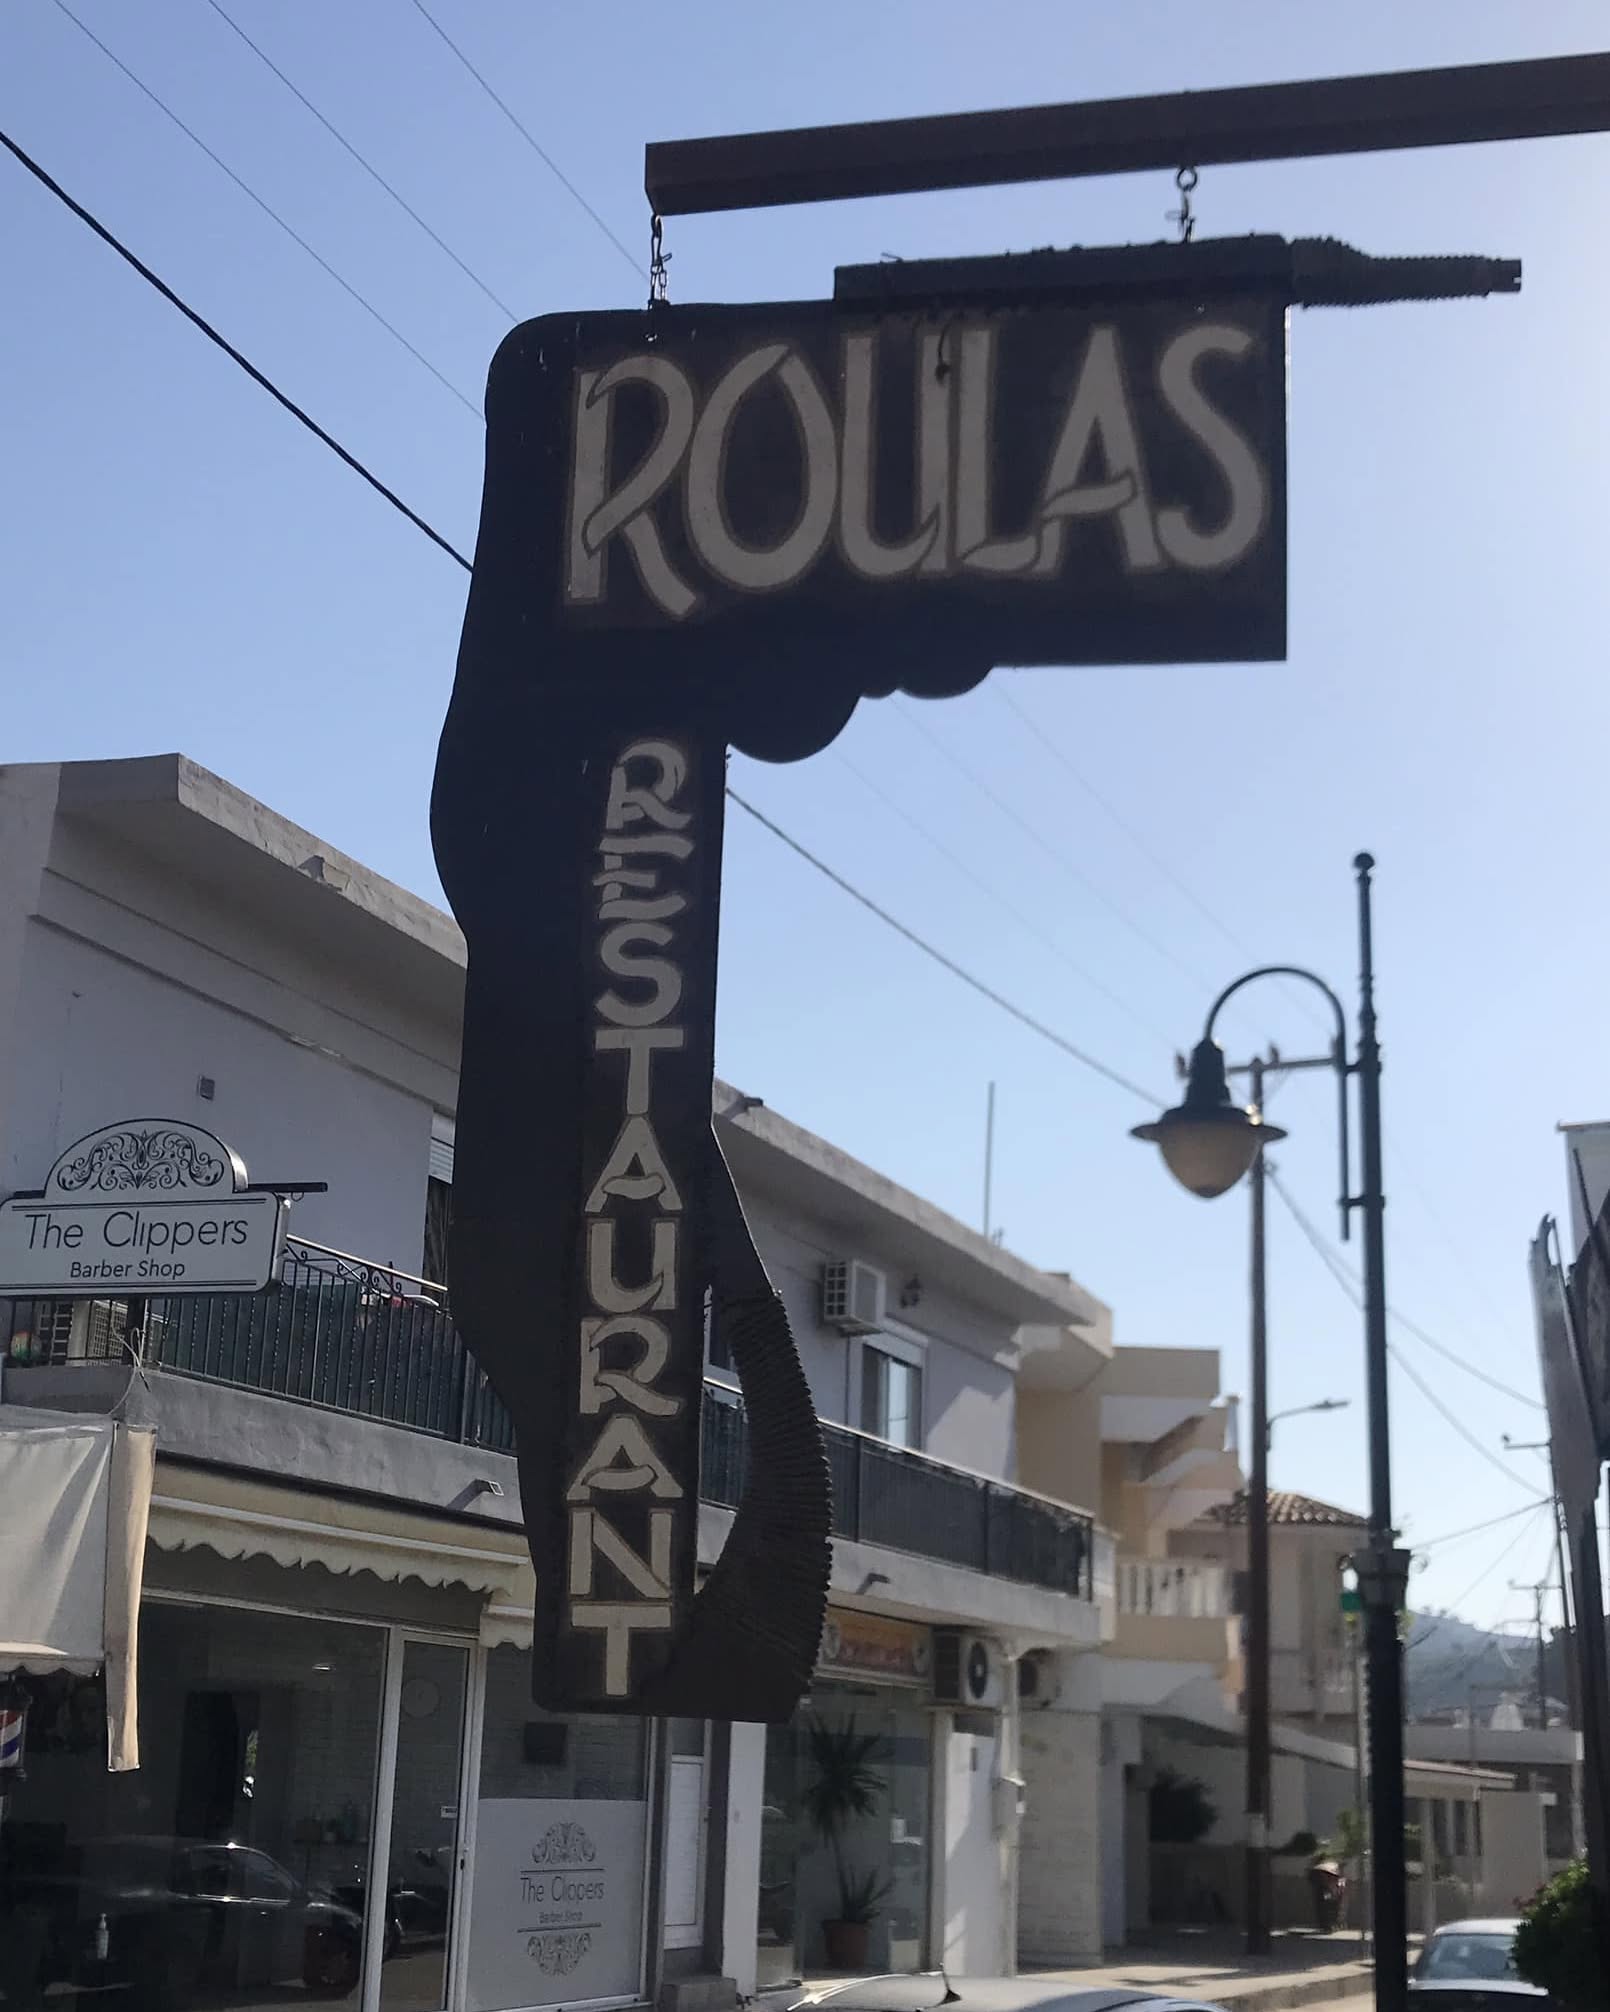 ROULAS
RESTAURANT
The Clippers
Barber Shop
The Clippers
Barber Shop